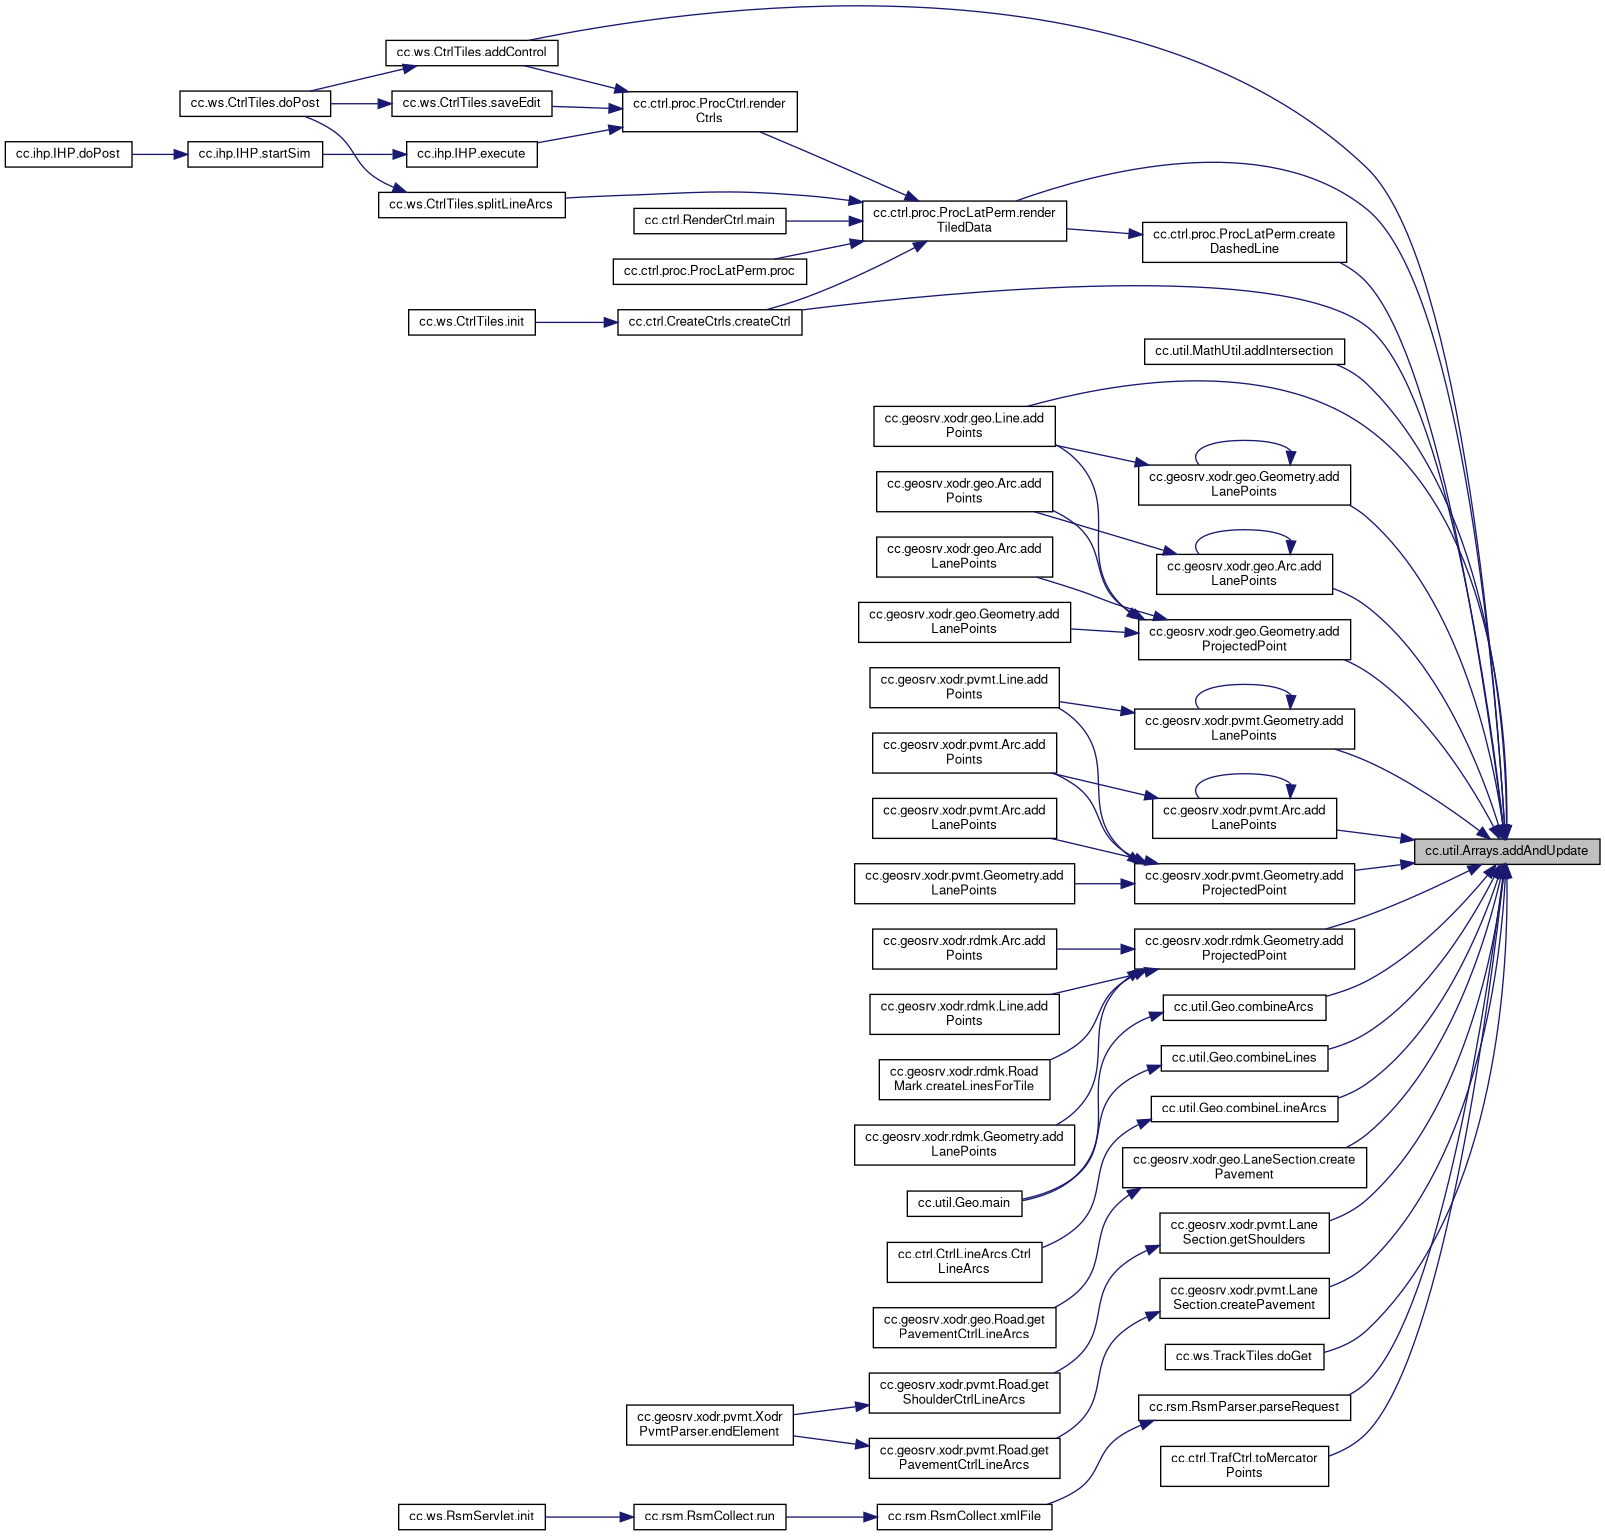 cc.ws.CtrlTiles.addControl
cc.ws.CtrlTiles.doPost
cc.ws.CtrlTiles.saveEdit
cc.ctrl.proc.ProcCtrl.render
Ctrls
cc.ihp.IHP.doPost
cc.ihp.IHP.startSim
cc.ihp.IHP.execute
cc.ws.CtrlTiles.splitLineArcs
cc.ctrl.RenderCtrl.main
cc.ctrl.proc.ProcLatPerm.render
TiledData
cc.ctrl.proc.ProcLatPerm.create
DashedLine
cc.ctrl.proc.ProcLatPerm.proc
cc.ws.CtrlTiles.init
cc.ctrl.CreateCtrls.createCtrl
cc.util.MathUtil.addIntersection
cc.geosrv.xodr.geo.Line.add
Points
cc.geosrv.xodr.geo.Geometry.add
LanePoints
cc.geosrv.xodr.geo.Arc.add
Points
cc.geosrv.xodr.geo.Arc.add
LanePoints
cc.geosrv.xodr.geo.Arc.add
LanePoints
cc.geosrv.xodr.geo.Geometry.add
LanePoints
cc.geosrv.xodr.geo.Geometry.add
ProjectedPoint
cc.geosrv.xodr.pvmt.Line.add
Points
cc.geosrv.xodr.pvmt.Geometry.add
LanePoints
cc.geosrv.xodr.pvmt.Arc.add
Points
cc.geosrv.xodr.pvmt.Arc.add
LanePoints
cc.geosrv.xodr.pvmt.Arc.add
LanePoints
cc.util.Arrays.addAndUpdate
cc.geosrv.xodr.pvmt.Geometry.add
LanePoints
cc.geosrv.xodr.pvmt.Geometry.add
ProjectedPoint
cc.geosrv.xodr.rdmk.Arc.add
Points
cc.geosrv.xodr.rdmk.Geometry.add
ProjectedPoint
cc.geosrv.xodr.rdmk.Line.add
Points
cc.util.Geo.combineArcs
cc.geosrv.xodr.rdmk.Road
Mark.createLinesForTile
cc.util.Geo.combineLines
cc.util.Geo.combineLineArcs
cc.geosrv.xodr.rdmk.Geometry.add
LanePoints
cc.geosrv.xodr.geo.LaneSection.create
Pavement
cc.util.Geo.main
cc.geosrv.xodr.pvmt.Lane
Section.getShoulders
cc.ctrl.CtrlLineArcs.Ctrl
LineArcs
cc.geosrv.xodr.pvmt.Lane
Section.createPavement
cc.geosrv.xodr.geo.Road.get
PavementCtrlLineArcs
cc.ws.TrackTiles.doGet
cc.geosrv.xodr.pvmt.Road.get
ShoulderCtrlLineArcs
cc.rsm.RsmParser.parseRequest
cc.geosrv.xodr.pvmt.Xodr
PvmtParser.endElement
cc.geosrv.xodr.pvmt.Road.get
PavementCtrlLineArcs
cc.ctrl.TrafCtrl.toMercator
Points
cc.ws.RsmServlet.init
cc.rsm.RsmCollect.run
cc.rsm.RsmCollect.xmlFile